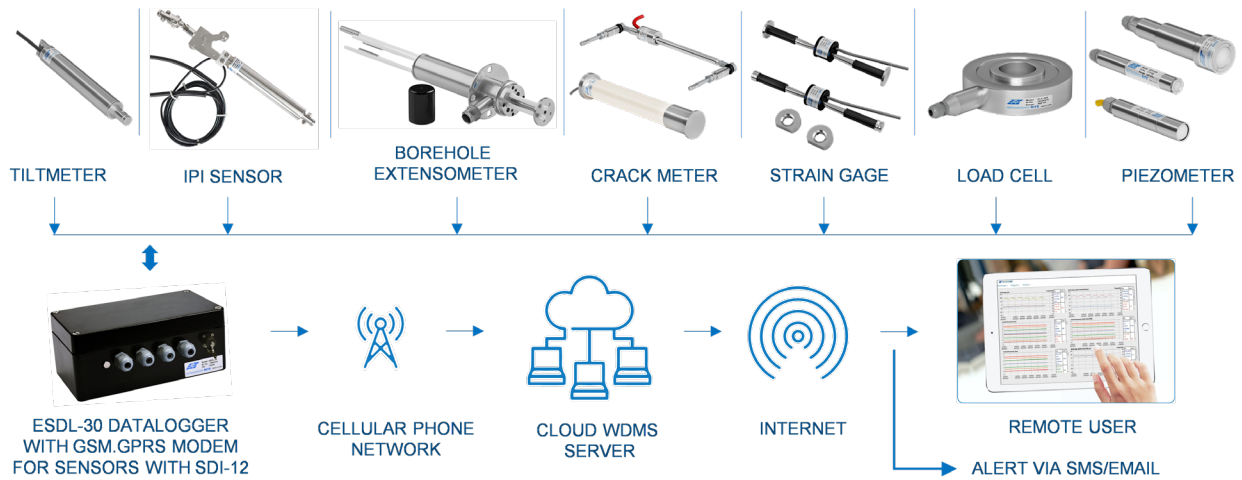 TILTMETER
IPI SENSOR
BOREHOLE
EXTENSOMETER
CRACK METER
STRAIN GAGE
LOAD CELL
PIEZOMETER
ESDL-30 DATALOGGER
WITH GSM.GPRS MODEM
FOR SENSORS WITH SDI-12
CELLULAR PHONE
NETWORK
CLOUD WDMS
SERVER
INTERNET
REMOTE USER
ALERT VIA SMS/EMAIL